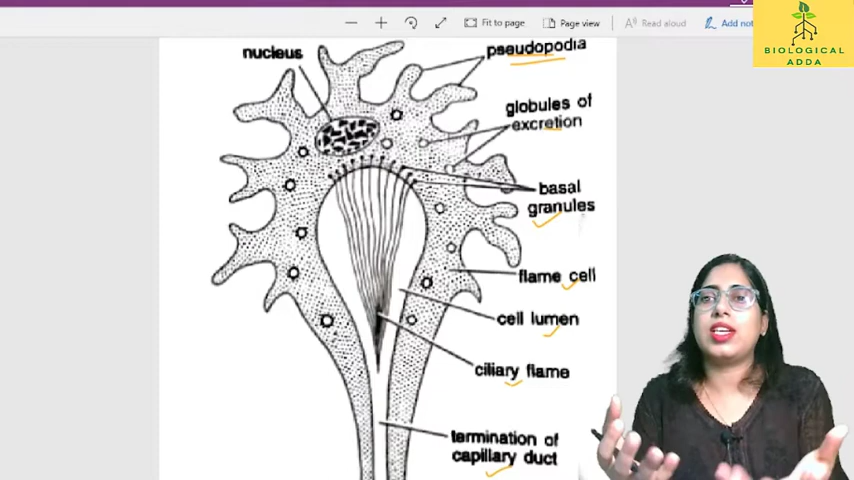 Fit to page
Page view
Read aloud
Add not
BIOLOGICAL
ADDA
nucleus
pseudopodia
globules of
excretion
basal
granules
flame cell
cell lumen
ciliary flame
termination of
capillary duct